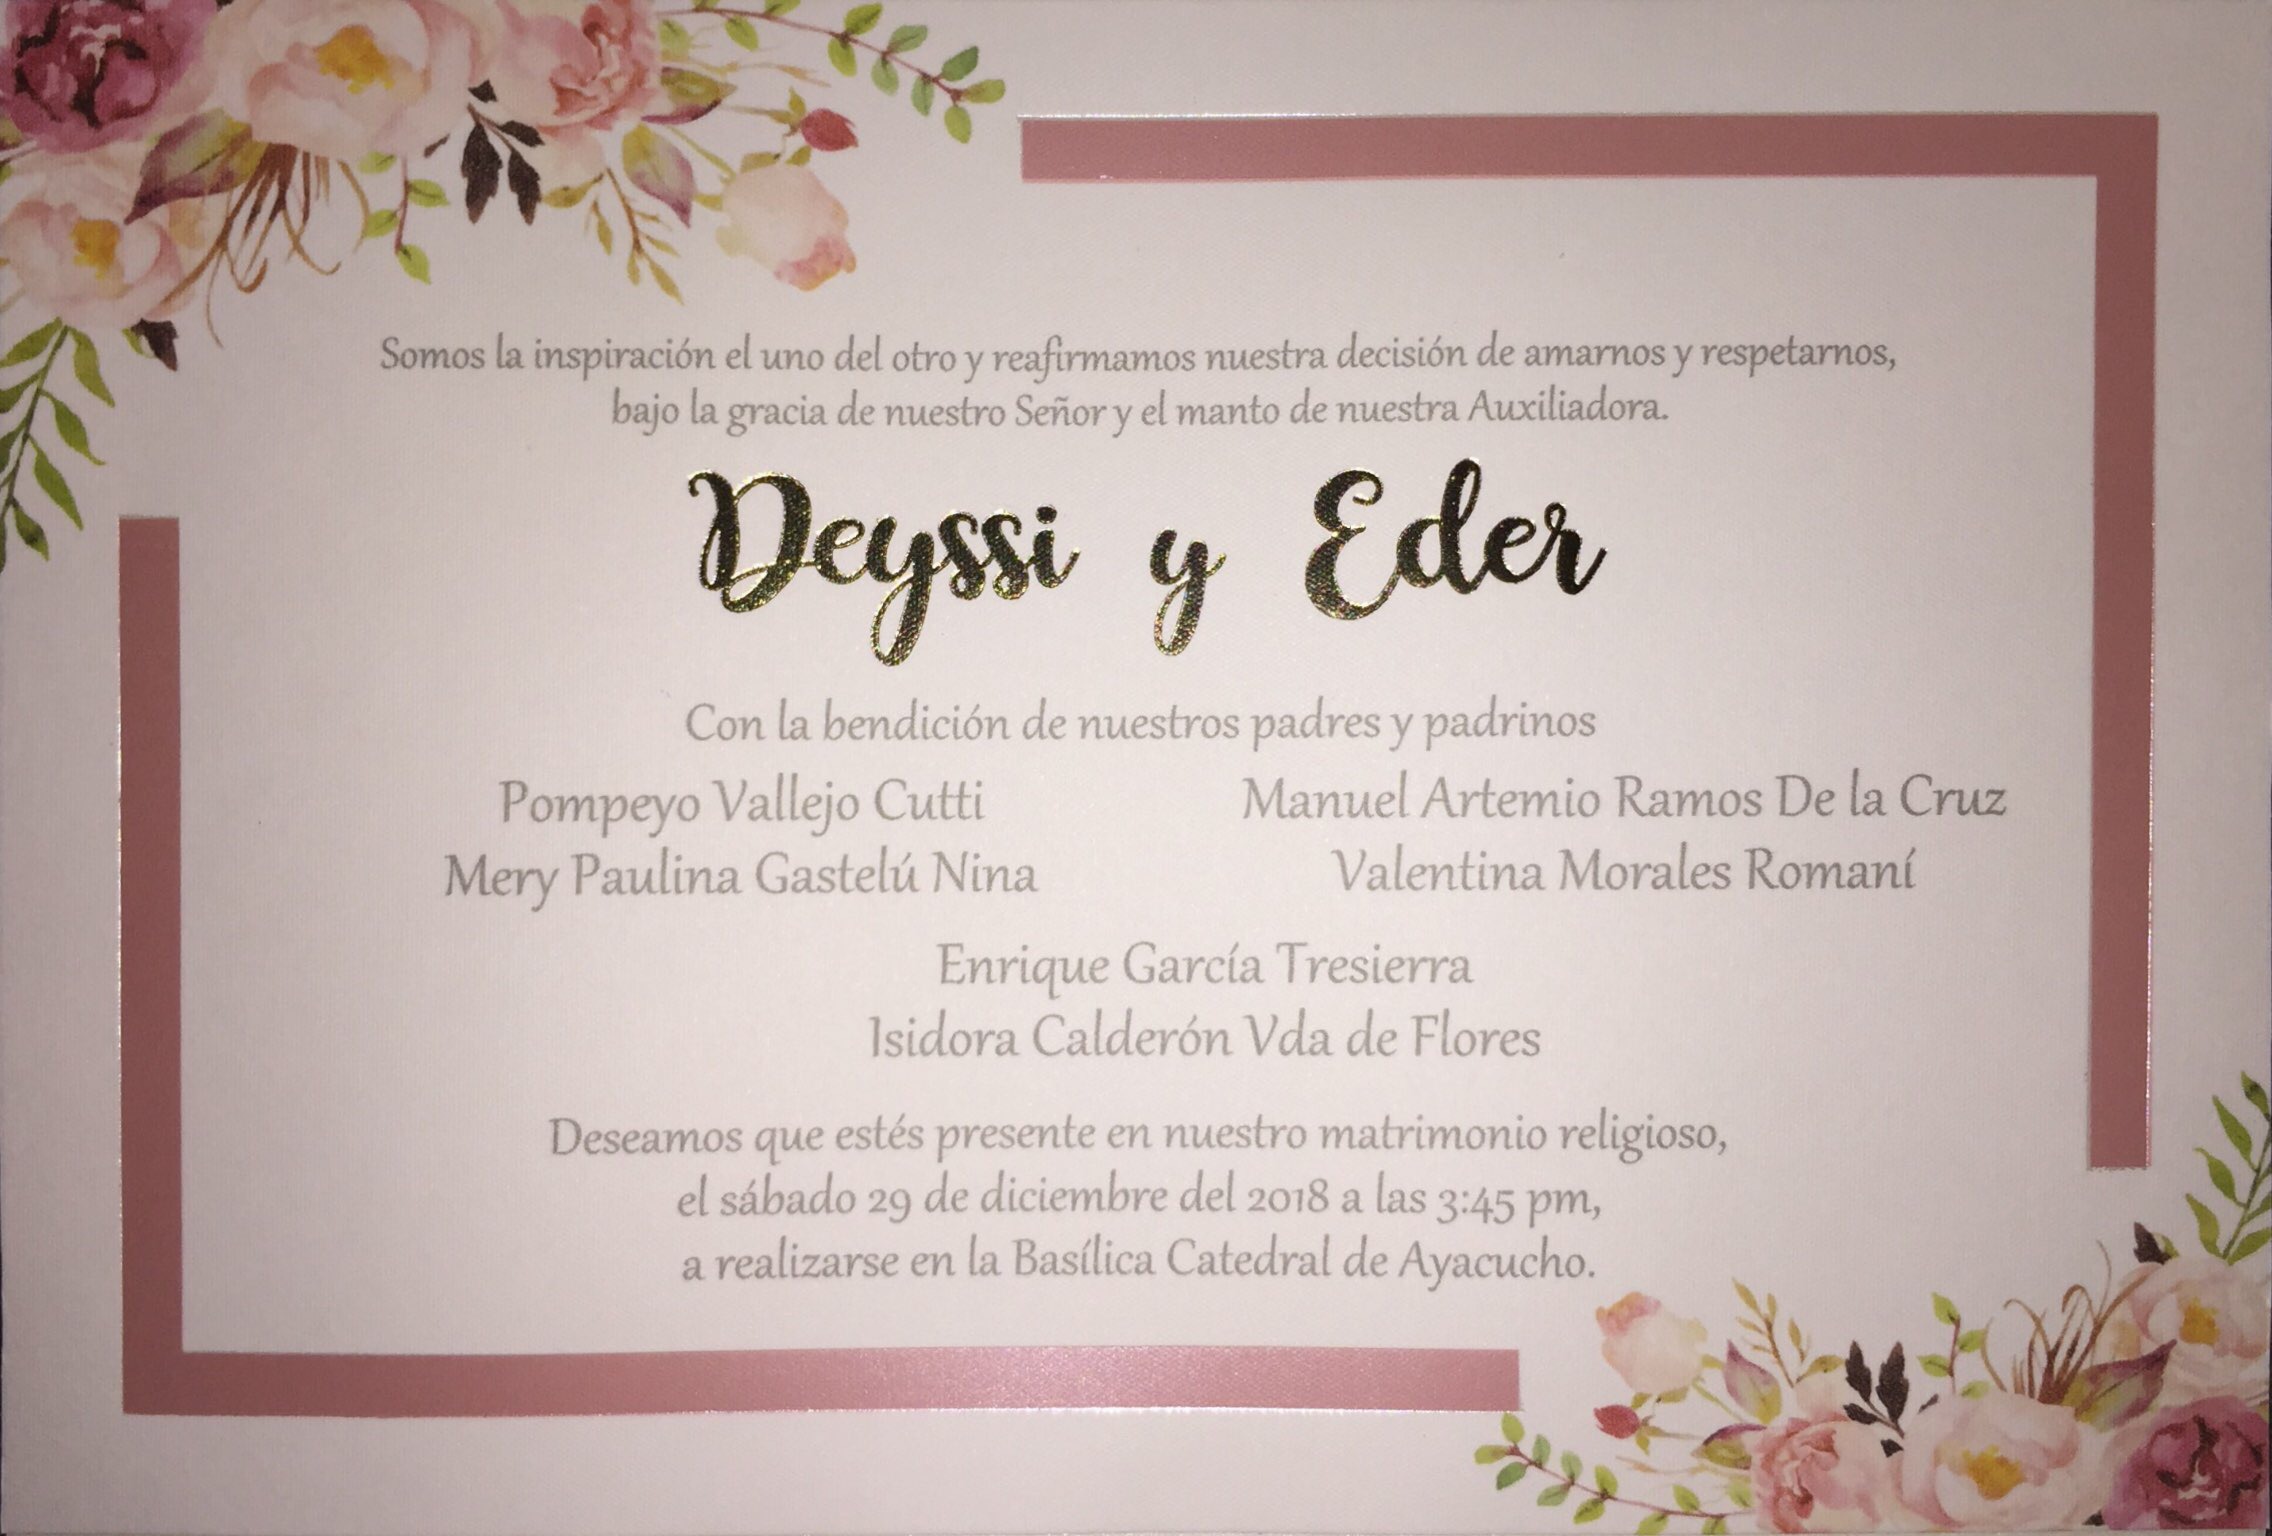 Somos la inspiración el uno del otro y reafirmamos nuestra decisión de amarnos y respetarnos,
bajo la gracia de nuestro Señor y el manto de nuestra Auxiliadora.
Deyssi y Eder
Con la bendición de nuestros padres y padrinos
Pompeyo Vallejo Cutti
Mery Paulina Gastelú Nina
Manuel Artemio Ramos De la Cruz
Valentina Morales Romaní
Enrique García Tresierra
Isidora Calderón Vda de Flores
Deseamos que estés presente en nuestro matrimonio religioso,
el sábado 29 de diciembre del 2018 a las 3:45 pm,
a realizarse en la Basílica Catedral de Ayacucho.